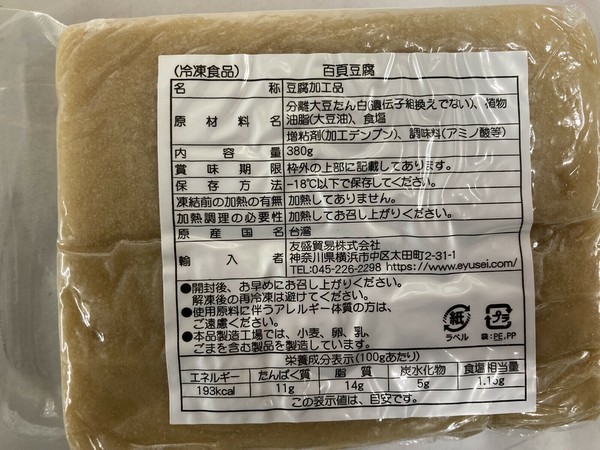 (冷凍食品) 百頁豆腐
名称 豆腐加工品
原材料名 分離大豆たん白(遺伝子組換えでない)、植物
油脂(大豆油)、食塩
増粘剤(加工デンプン)、調味料(アミノ酸等)
内容量 380g
賞味期限 枠外の上部に記載してあります。
保存方法 -18℃以下で保存してください。
凍結前の加熱の有無 加熱してありません。
加熱調理の必要性 加熱してお召し上がりください。
原産国名 台湾
輸入者 友盛貿易株式会社
神奈川県横浜市中区太田町2-31-1
TEL:045-226-2298 https://www.eyusei.com/
●開封後、お早めにお召し上がりください。
解凍後の再冷凍は避けてください。
●使用原料に伴うアレルギー体質の方は、
ご遠慮ください。
●本品製造工場では、小麦、卵、乳、
ごまを含む製品を製造しています。
紙 プラ
ラベル 袋:PE,PP
栄養成分表示(100gあたり)
エネルギー たんぱく質 脂質 炭水化物 食塩相当量
193kcal 11g 14g 5g
この表示値は、目安です。